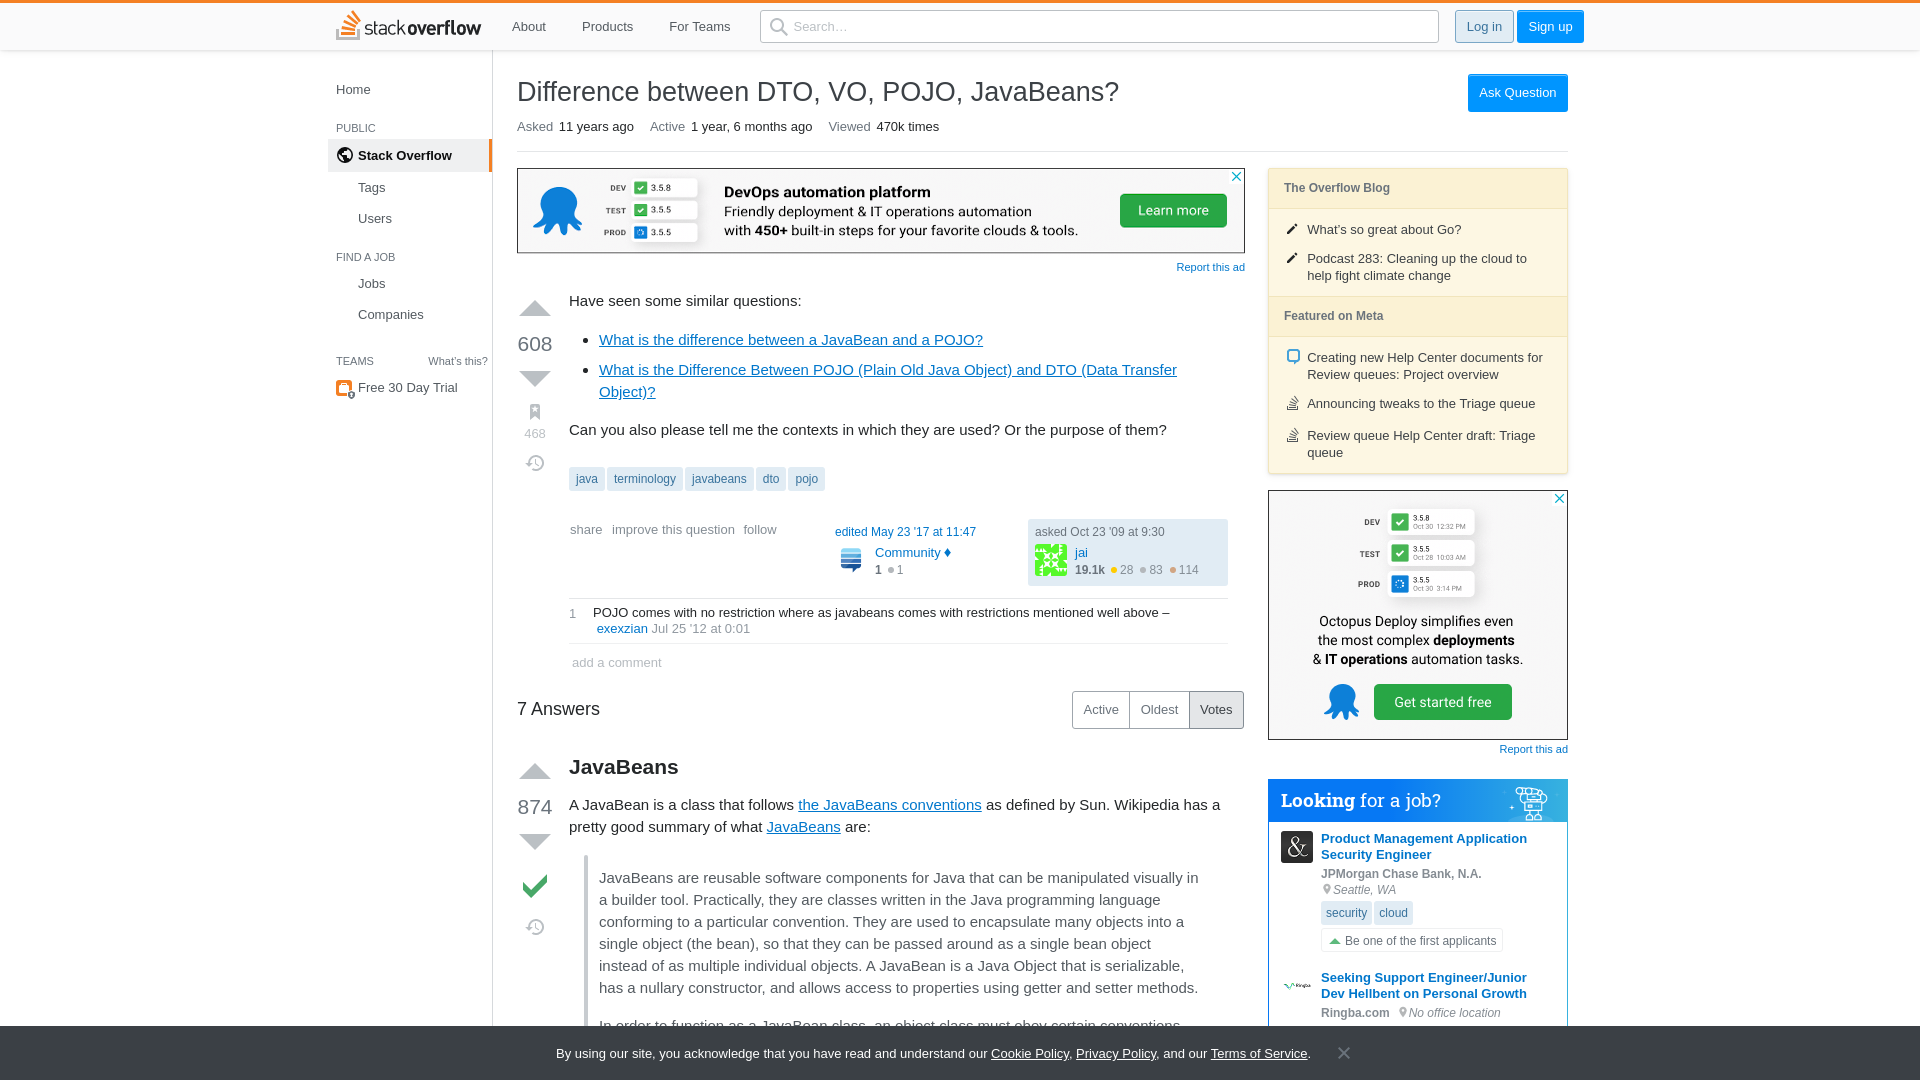 stackoverflow
About
Products
For Teams
Search…
Log in
Sign up
Home
PUBLIC
Stack Overflow
Tags
Users
FIND A JOB
Jobs
Companies
TEAMS
What's this?
Free 30 Day Trial
Difference between DTO, VO, POJO, JavaBeans?
Ask Question
Asked 11 years ago Active 1 year, 6 months ago Viewed 470k times
DEV 3.5.8
TEST 3.5.5
PROD 3.5.5
DevOps automation platform
Friendly deployment & IT operations automation
with 450+ built-in steps for your favorite clouds & tools.
Learn more
Report this ad
608
468
Have seen some similar questions:
What is the difference between a JavaBean and a POJO?
What is the Difference Between POJO (Plain Old Java Object) and DTO (Data Transfer
Object)?
Can you also please tell me the contexts in which they are used? Or the purpose of them?
java terminology javabeans dto pojo
share improve this question follow
edited May 23 '17 at 11:47
Community ♦
1 ●1
asked Oct 23 '09 at 9:30
jai
19.1k ●28 ●83 ●114
1 POJO comes with no restriction where as javabeans comes with restrictions mentioned well above –
exexzian Jul 25 '12 at 0:01
add a comment
7 Answers
Active Oldest Votes
874
JavaBeans
A JavaBean is a class that follows the JavaBeans conventions as defined by Sun. Wikipedia has a
pretty good summary of what JavaBeans are:
JavaBeans are reusable software components for Java that can be manipulated visually in
a builder tool. Practically, they are classes written in the Java programming language
conforming to a particular convention. They are used to encapsulate many objects into a
single object (the bean), so that they can be passed around as a single bean object
instead of as multiple individual objects. A JavaBean is a Java Object that is serializable,
has a nullary constructor, and allows access to properties using getter and setter methods.
In order to function as a JavaBean class, an object class must obey certain conventions
The Overflow Blog
What's so great about Go?
Podcast 283: Cleaning up the cloud to
help fight climate change
Featured on Meta
Creating new Help Center documents for
Review queues: Project overview
Announcing tweaks to the Triage queue
Review queue Help Center draft: Triage
queue
DEV 3.5.8
Oct 30 12:32 PM
TEST 3.5.5
Oct 28 10:03 AM
PROD 3.5.5
Oct 30 3:14 PM
Octopus Deploy simplifies even
the most complex deployments
& IT operations automation tasks.
Get started free
Report this ad
Looking for a job?
&
Product Management Application
Security Engineer
JPMorgan Chase Bank, N.A.
Seattle, WA
security cloud
Be one of the first applicants
Ringba
Seeking Support Engineer/Junior
Dev Hellbent on Personal Growth
Ringba.com No office location
By using our site, you acknowledge that you have read and understand our Cookie Policy, Privacy Policy, and our Terms of Service.